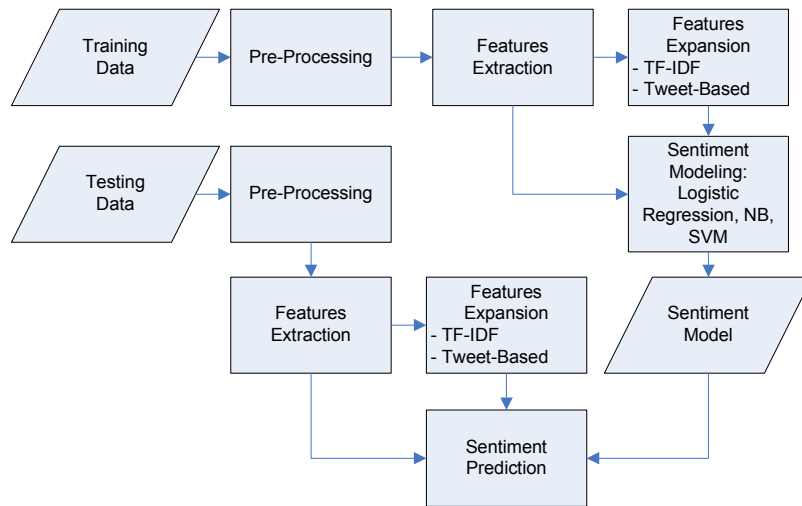 Training
Data
Pre-Processing
Features
Extraction
Features
Expansion
- TF-IDF
- Tweet-Based
Sentiment
Modeling:
Logistic
Regression, NB,
SVM
Testing
Data
Pre-Processing
Features
Extraction
Features
Expansion
- TF-IDF
- Tweet-Based
Sentiment
Model
Sentiment
Prediction